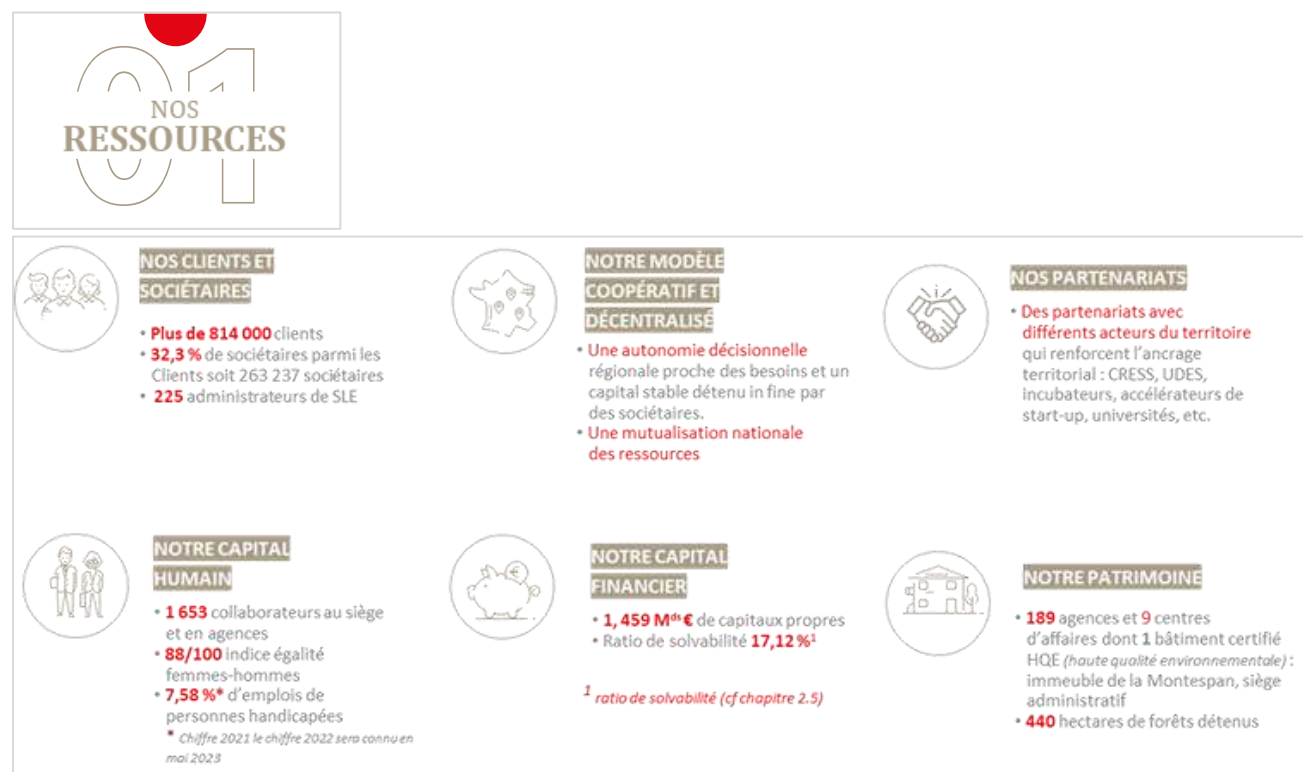 01
NOS
RESSOURCES
NOS CLIENTS ET
SOCIÉTAIRES
• Plus de 814 000 clients
• 32,3 % de sociétaires parmi les
Clients soit 263 237 sociétaires
• 225 administrateurs de SLE
NOTRE MODÈLE
COOPÉRATIF ET
DÉCENTRALISÉ
• Une autonomie décisionnelle
régionale proche des besoins et un
capital stable détenu in fine par
des sociétaires.
• Une mutualisation nationale
des ressources
NOS PARTENARIATS
• Des partenariats avec
différents acteurs du territoire
qui renforcent l’ancrage
territorial : CRESS, UDES,
incubateurs, accélérateurs de
start-up, universités, etc.
NOTRE CAPITAL
HUMAIN
• 1 653 collaborateurs au siège
et en agences
• 88/100 indice égalité
femmes-hommes
• 7,58 %* d’emplois de
personnes handicapées
* Chiffre 2021 le chiffre 2022 sera connu en
mai 2023
NOTRE CAPITAL
FINANCIER
• 1, 459 Mᵈˢ € de capitaux propres
• Ratio de solvabilité 17,12 %¹
¹ ratio de solvabilité (cf chapitre 2.5)
NOTRE PATRIMOINE
• 189 agences et 9 centres
d’affaires dont 1 bâtiment certifié
HQE (haute qualité environnementale) :
immeuble de la Montespan, siège
administratif
• 440 hectares de forêts détenus